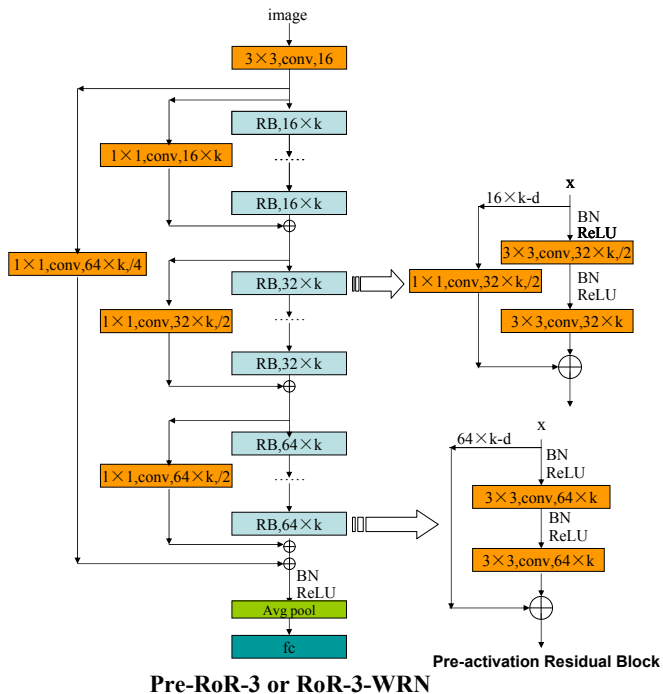 image
3×3,conv,16
RB,16×k
1×1,conv,16×k
......
RB,16×k
1×1,conv,64×k,/4
RB,32×k
1×1,conv,32×k,/2
......
RB,32×k
RB,64×k
1×1,conv,64×k,/2
......
RB,64×k
BN
ReLU
Avg pool
fc
Pre-RoR-3 or RoR-3-WRN
x
16×k-d
BN
ReLU
3×3,conv,32×k,/2
1×1,conv,32×k,/2
BN
ReLU
3×3,conv,32×k
x
64×k-d
BN
ReLU
3×3,conv,64×k
BN
ReLU
3×3,conv,64×k
Pre-activation Residual Block